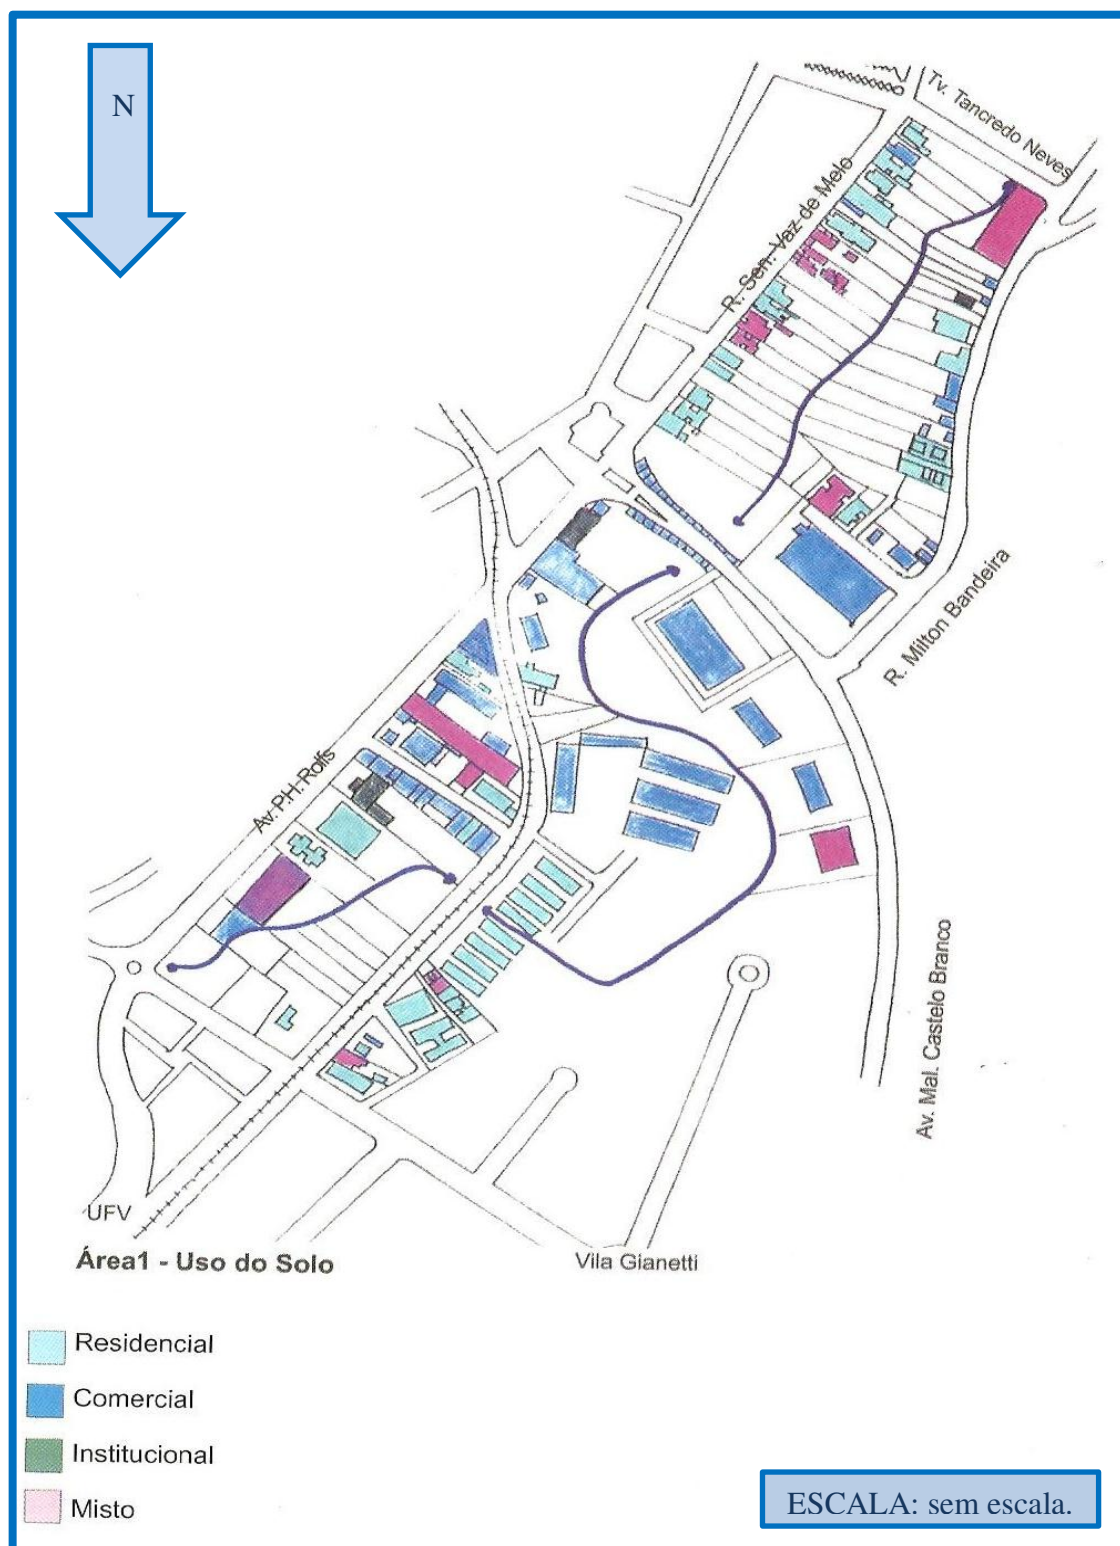 N
Tv. Tancredo Neves
R. Sen. Vaz de Melo
R. Milton Bandeira
Av. P.H. Rolfs
Av. Mal. Castelo Branco
UFV
Área1 - Uso do Solo
Vila Gianetti
Residencial
Comercial
Institucional
Misto
ESCALA: sem escala.